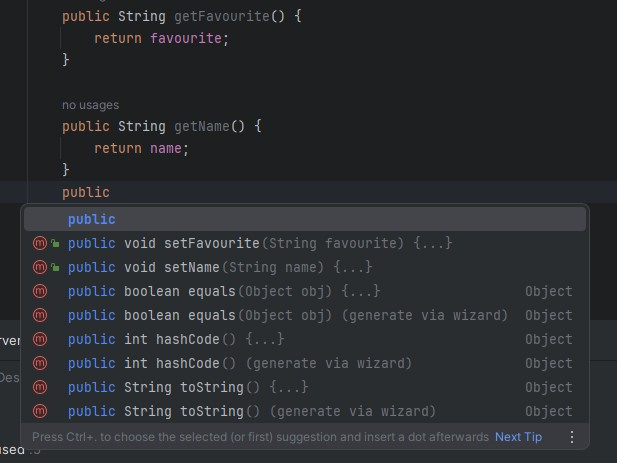 public String getFavourite() {
return favourite;
}
no usages
public String getName() {
return name;
}
public
public
public void setFavourite(String favourite) {...}
public void setName(String name) {...}
public boolean equals(Object obj) {...} Object
public boolean equals(Object obj) (generate via wizard) Object
public int hashCode() {...} Object
public int hashCode() (generate via wizard) Object
public String toString() {...} Object
public String toString() (generate via wizard) Object
Press Ctrl+. to choose the selected (or first) suggestion and insert a dot afterwards Next Tip